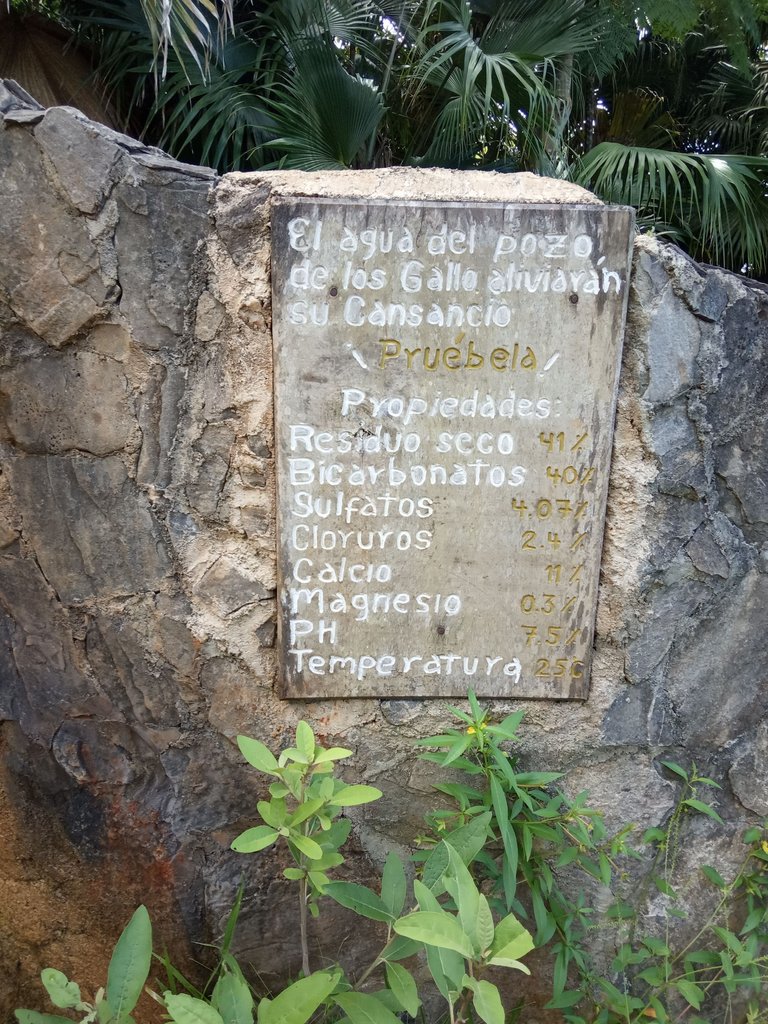 El agua del pozo,
de los Gallo aliviarán
su Cansancio
¡ Pruébela !
Propiedades:
Residuo seco 41%
Bicarbonatos 40%
Sulfatos 4.07%
Cloruros 2.4%
Calcio 11%
Magnesio 0.3%
PH 7.5%
Temperatura 25C